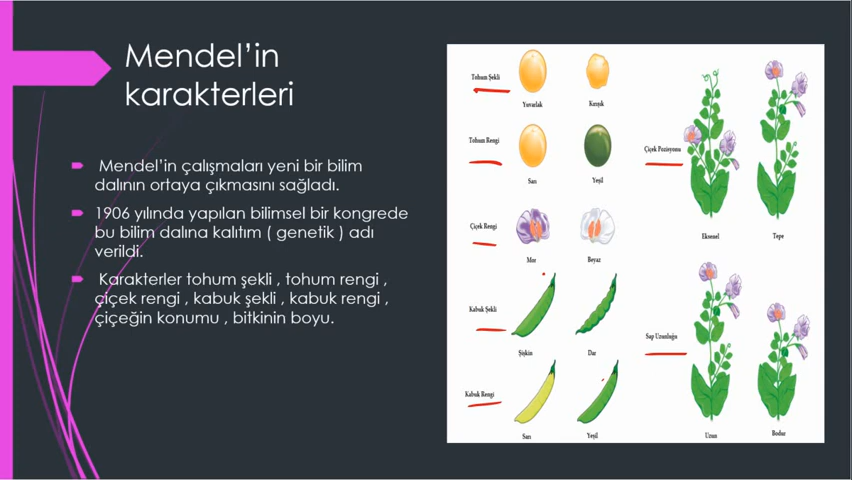 Mendel’in
karakterleri
Mendel’in çalışmaları yeni bir bilim
dalının ortaya çıkmasını sağladı.
1906 yılında yapılan bilimsel bir kongrede
bu bilim dalına kalıtım ( genetik ) adı
verildi.
Karakterler tohum şekli , tohum rengi ,
çiçek rengi , kabuk şekli , kabuk rengi ,
çiçeğin konumu , bitkinin boyu.
Tohum Şekli
Yuvarlak
Kırışık
Tohum Rengi
Sarı
Yeşil
Çiçek Rengi
Mor
Beyaz
Kabuk Şekli
Şişkin
Dar
Kabuk Rengi
Sarı
Yeşil
Çiçek Pozisyonu
Eksenel
Tepe
Sap Uzunluğu
Uzun
Bodur